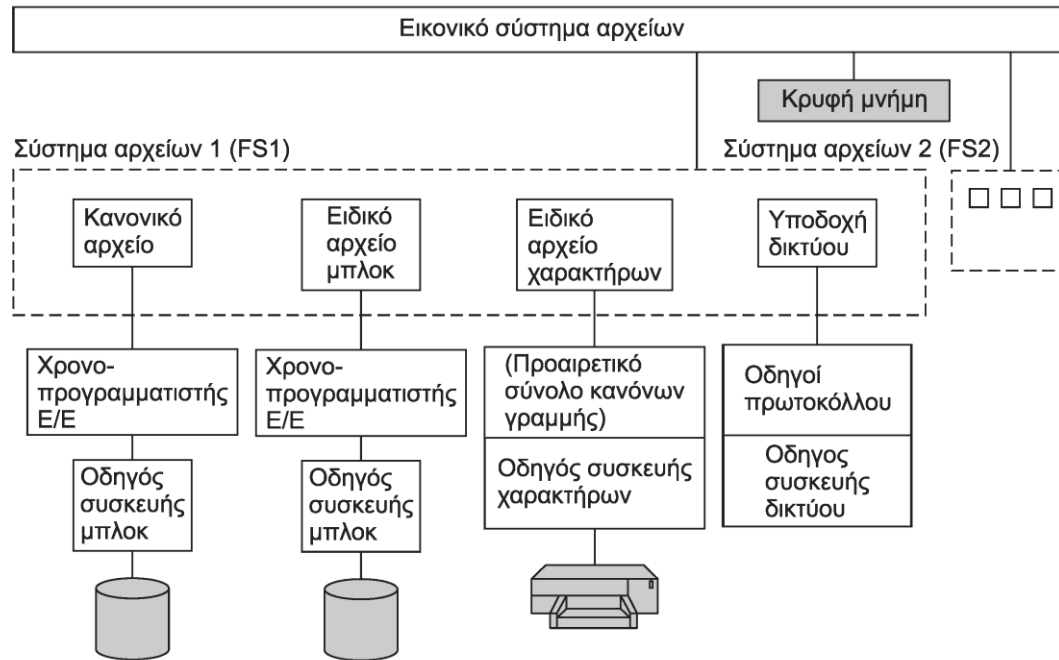 Εικονικό σύστημα αρχείων
Κρυφή μνήμη
Σύστημα αρχείων 1 (FS1)
Σύστημα αρχείων 2 (FS2)
Κανονικό
αρχείο
Ειδικό
αρχείο
μπλοκ
Ειδικό
αρχείο
χαρακτήρων
Υποδοχή
δικτύου
Χρονο-
προγραμματιστής
Ε/Ε
Χρονο-
προγραμματιστής
Ε/Ε
(Προαιρετικό
σύνολο κανόνων
γραμμής)
Οδηγοί
πρωτοκόλλου
Οδηγός
συσκευής
μπλοκ
Οδηγός
συσκευής
μπλοκ
Οδηγός συσκευής
χαρακτήρων
Οδηγος
συσκευής
δικτύου